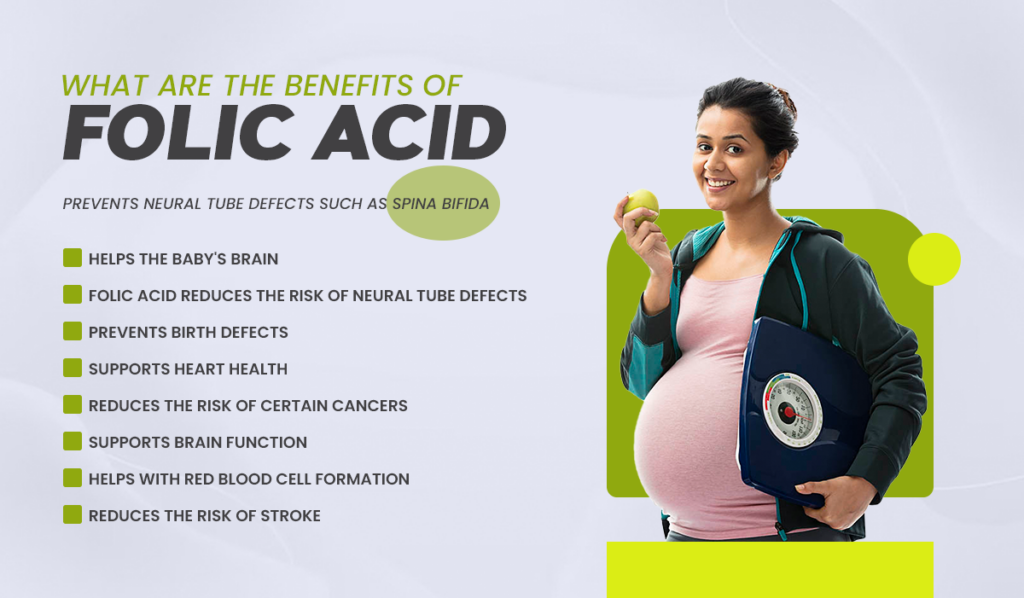 WHAT ARE THE BENEFITS OF
FOLIC ACID
PREVENTS NEURAL TUBE DEFECTS SUCH AS SPINA BIFIDA
HELPS THE BABY'S BRAIN
FOLIC ACID REDUCES THE RISK OF NEURAL TUBE DEFECTS
PREVENTS BIRTH DEFECTS
SUPPORTS HEART HEALTH
REDUCES THE RISK OF CERTAIN CANCERS
SUPPORTS BRAIN FUNCTION
HELPS WITH RED BLOOD CELL FORMATION
REDUCES THE RISK OF STROKE